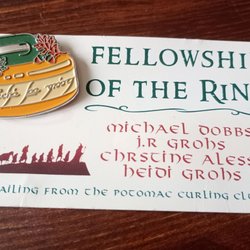 FELLOWSHI
OF THE RIN
MICHAEL DOBBS
J.R GROHS
CHRSTINE ALESS
HEIDI GROHS
AILING FROM THE POTOMAC CURLING CL